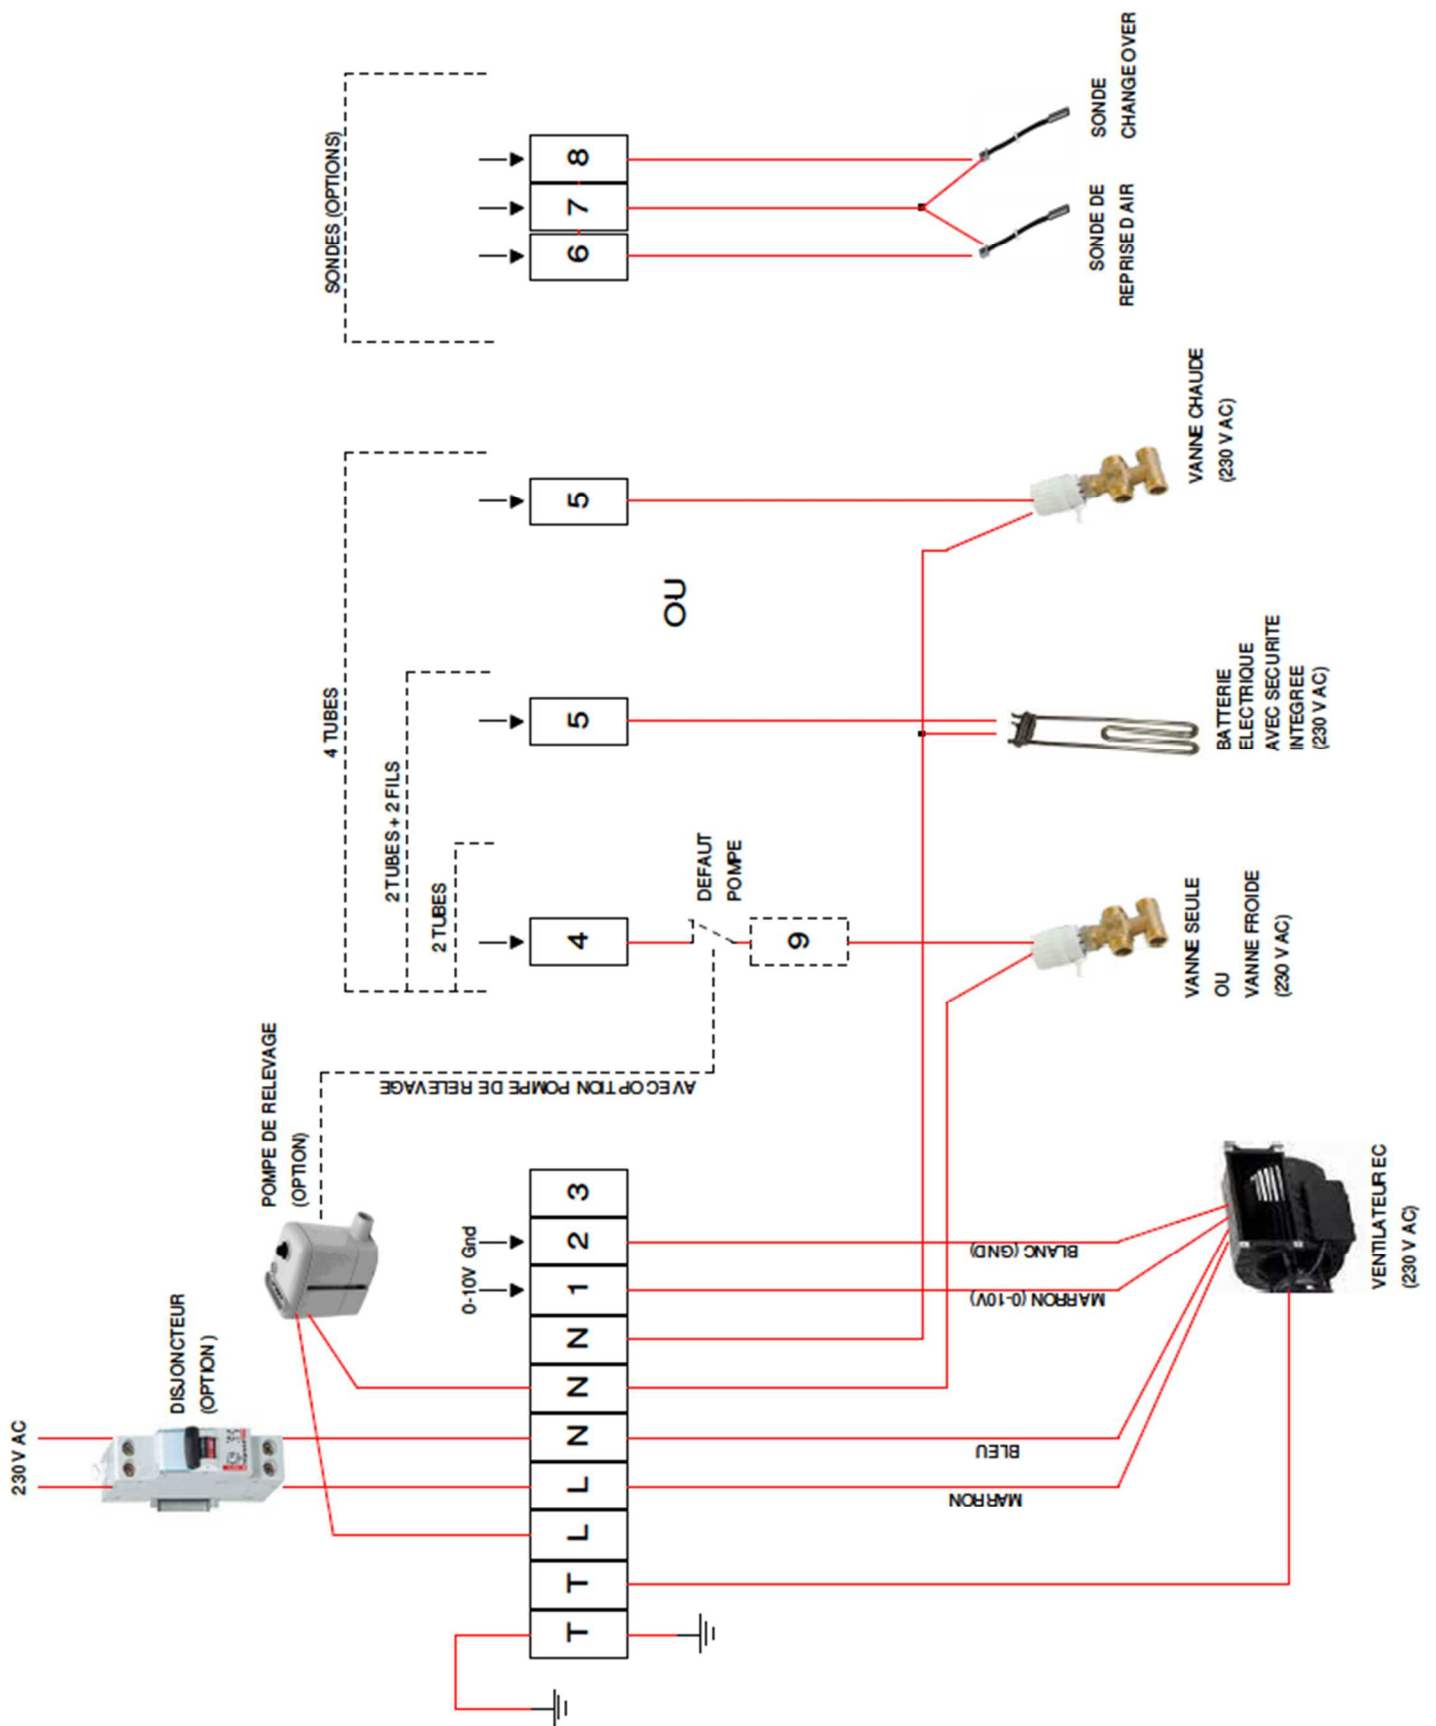 230 V AC
DISJONCTEUR
(OPTION )
POMPE DE RELEVAGE
(OPTION)
AVEC OPTION POMPE DE RELEVAGE
4 TUBES
2 TUBES + 2 FILS
2 TUBES
SONDES (OPTIONS)
0-10V Gnd
T
T
L
L
N
N
N
1
2
3
4
5
5
6
7
8
DEFAUT
POMPE
9
OU
MARRON
BLEU
MARRON (0-10V)
BLANC (GND)
VENTILATEUR EC
(230 V AC)
VANNE SEULE
OU
VANNE FROIDE
(230 V AC)
BATTERIE
ELECTRIQUE
AVEC SECURITE
INTEGREE
(230 V AC)
VANNE CHAUDE
(230 V AC)
SONDE DE
REPRISE D AIR
SONDE
CHANGE OVER